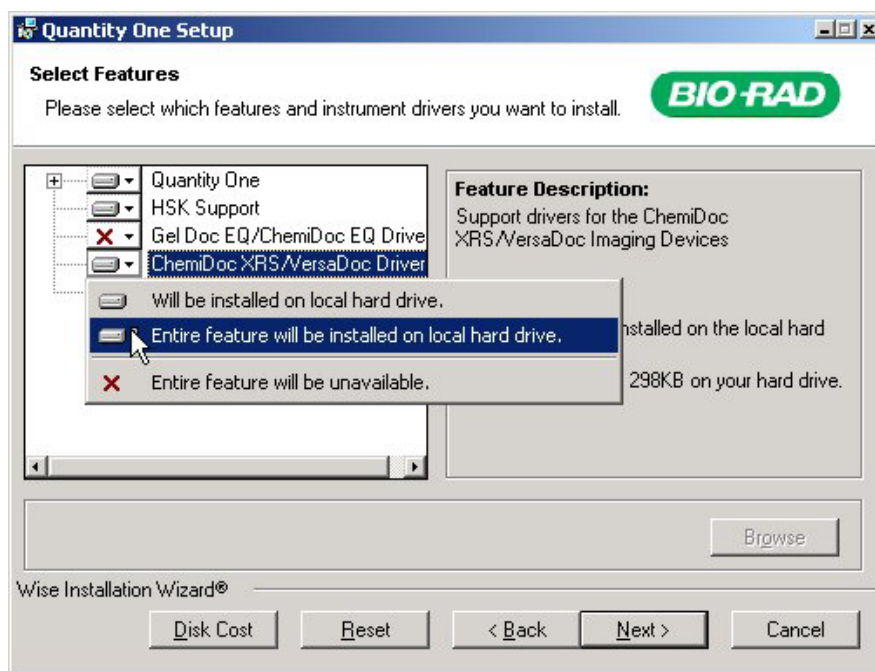 Quantity One Setup
Select Features
Please select which features and instrument drivers you want to install.
BIO-RAD
Quantity One
HSK Support
Gel Doc EQ/ChemiDoc EQ Drive
ChemiDoc XRS/VersaDoc Driver
Feature Description:
Support drivers for the ChemiDoc
XRS/VersaDoc Imaging Devices
Will be installed on local hard drive.
Entire feature will be installed on local hard drive.
Entire feature will be unavailable.
nstalled on the local hard
298KB on your hard drive.
Browse
Wise Installation Wizard®
Disk Cost
Reset
< Back
Next >
Cancel